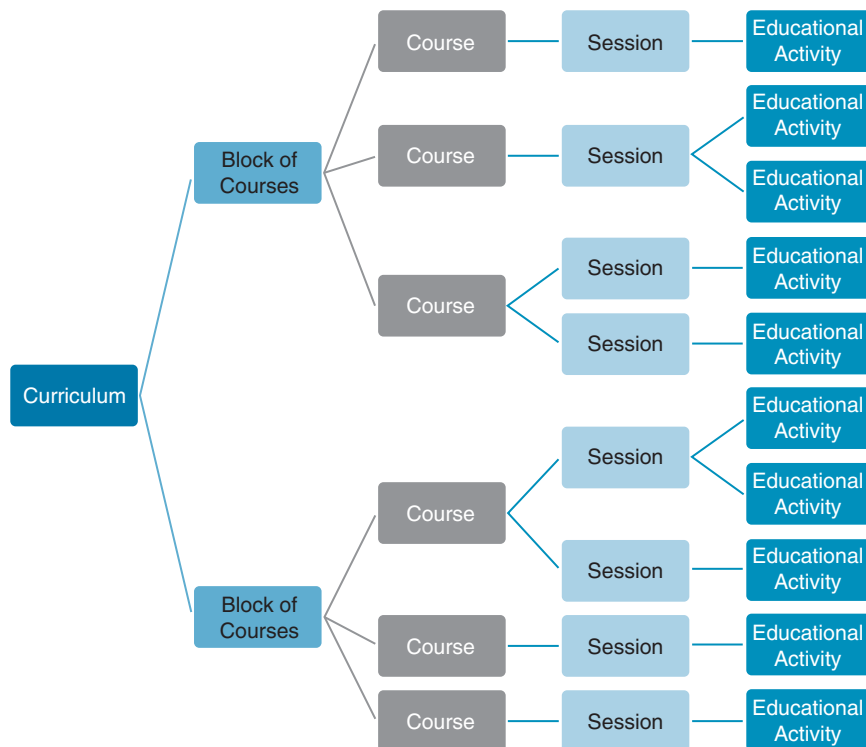 Curriculum
Block of
Courses
Course
Session
Educational
Activity
Course
Session
Educational
Activity
Educational
Activity
Course
Session
Educational
Activity
Session
Educational
Activity
Block of
Courses
Course
Session
Educational
Activity
Educational
Activity
Session
Educational
Activity
Course
Session
Educational
Activity
Course
Session
Educational
Activity